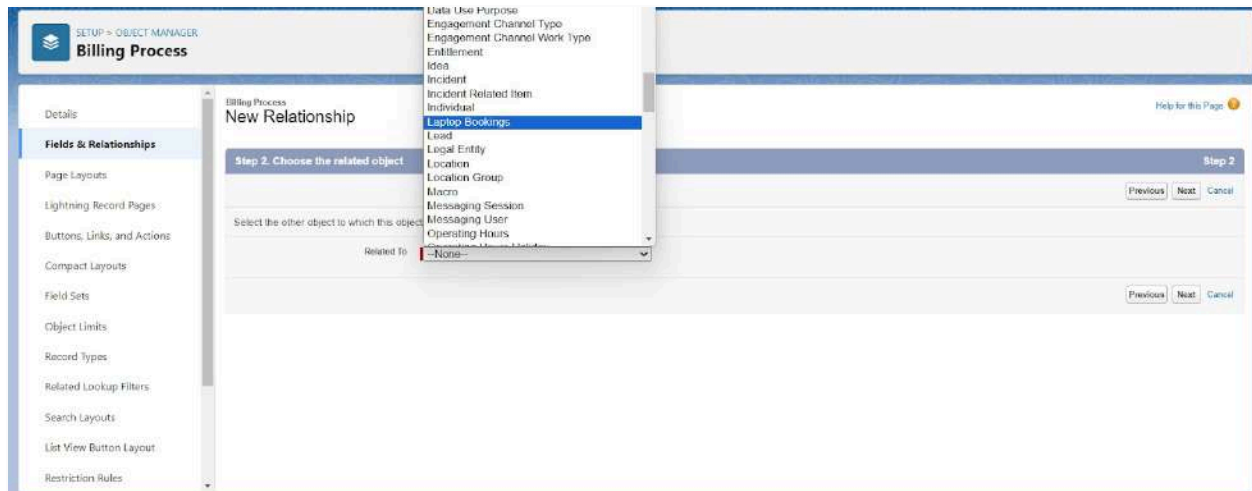 SETUP > OBJECT MANAGER
Billing Process
Details
Fields & Relationships
Page Layouts
Lightning Record Pages
Buttons, Links, and Actions
Compact Layouts
Field Sets
Object Limits
Record Types
Related Lookup Filters
Search Layouts
List View Button Layout
Restriction Rules
Billing Process
New Relationship
Help for this Page
Step 2. Choose the related object
Step 2
Previous Next Cancel
Select the other object to which this object
Related To
--None--
Data Use Purpose
Engagement Channel Type
Engagement Channel Work Type
Entitlement
Idea
Incident
Incident Related Item
Individual
Laptop Bookings
Lead
Legal Entity
Location
Location Group
Macro
Messaging Session
Messaging User
Operating Hours
Operating Hours Holiday
Previous Next Cancel